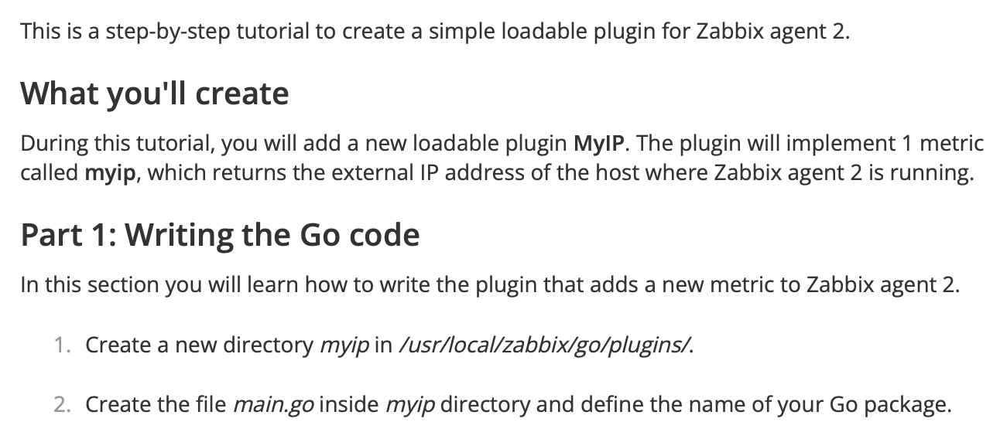 This is a step-by-step tutorial to create a simple loadable plugin for Zabbix agent 2.
What you'll create
During this tutorial, you will add a new loadable plugin MyIP. The plugin will implement 1 metric
called myip, which returns the external IP address of the host where Zabbix agent 2 is running.
Part 1: Writing the Go code
In this section you will learn how to write the plugin that adds a new metric to Zabbix agent 2.
1. Create a new directory myip in /usr/local/zabbix/go/plugins/.
2. Create the file main.go inside myip directory and define the name of your Go package.